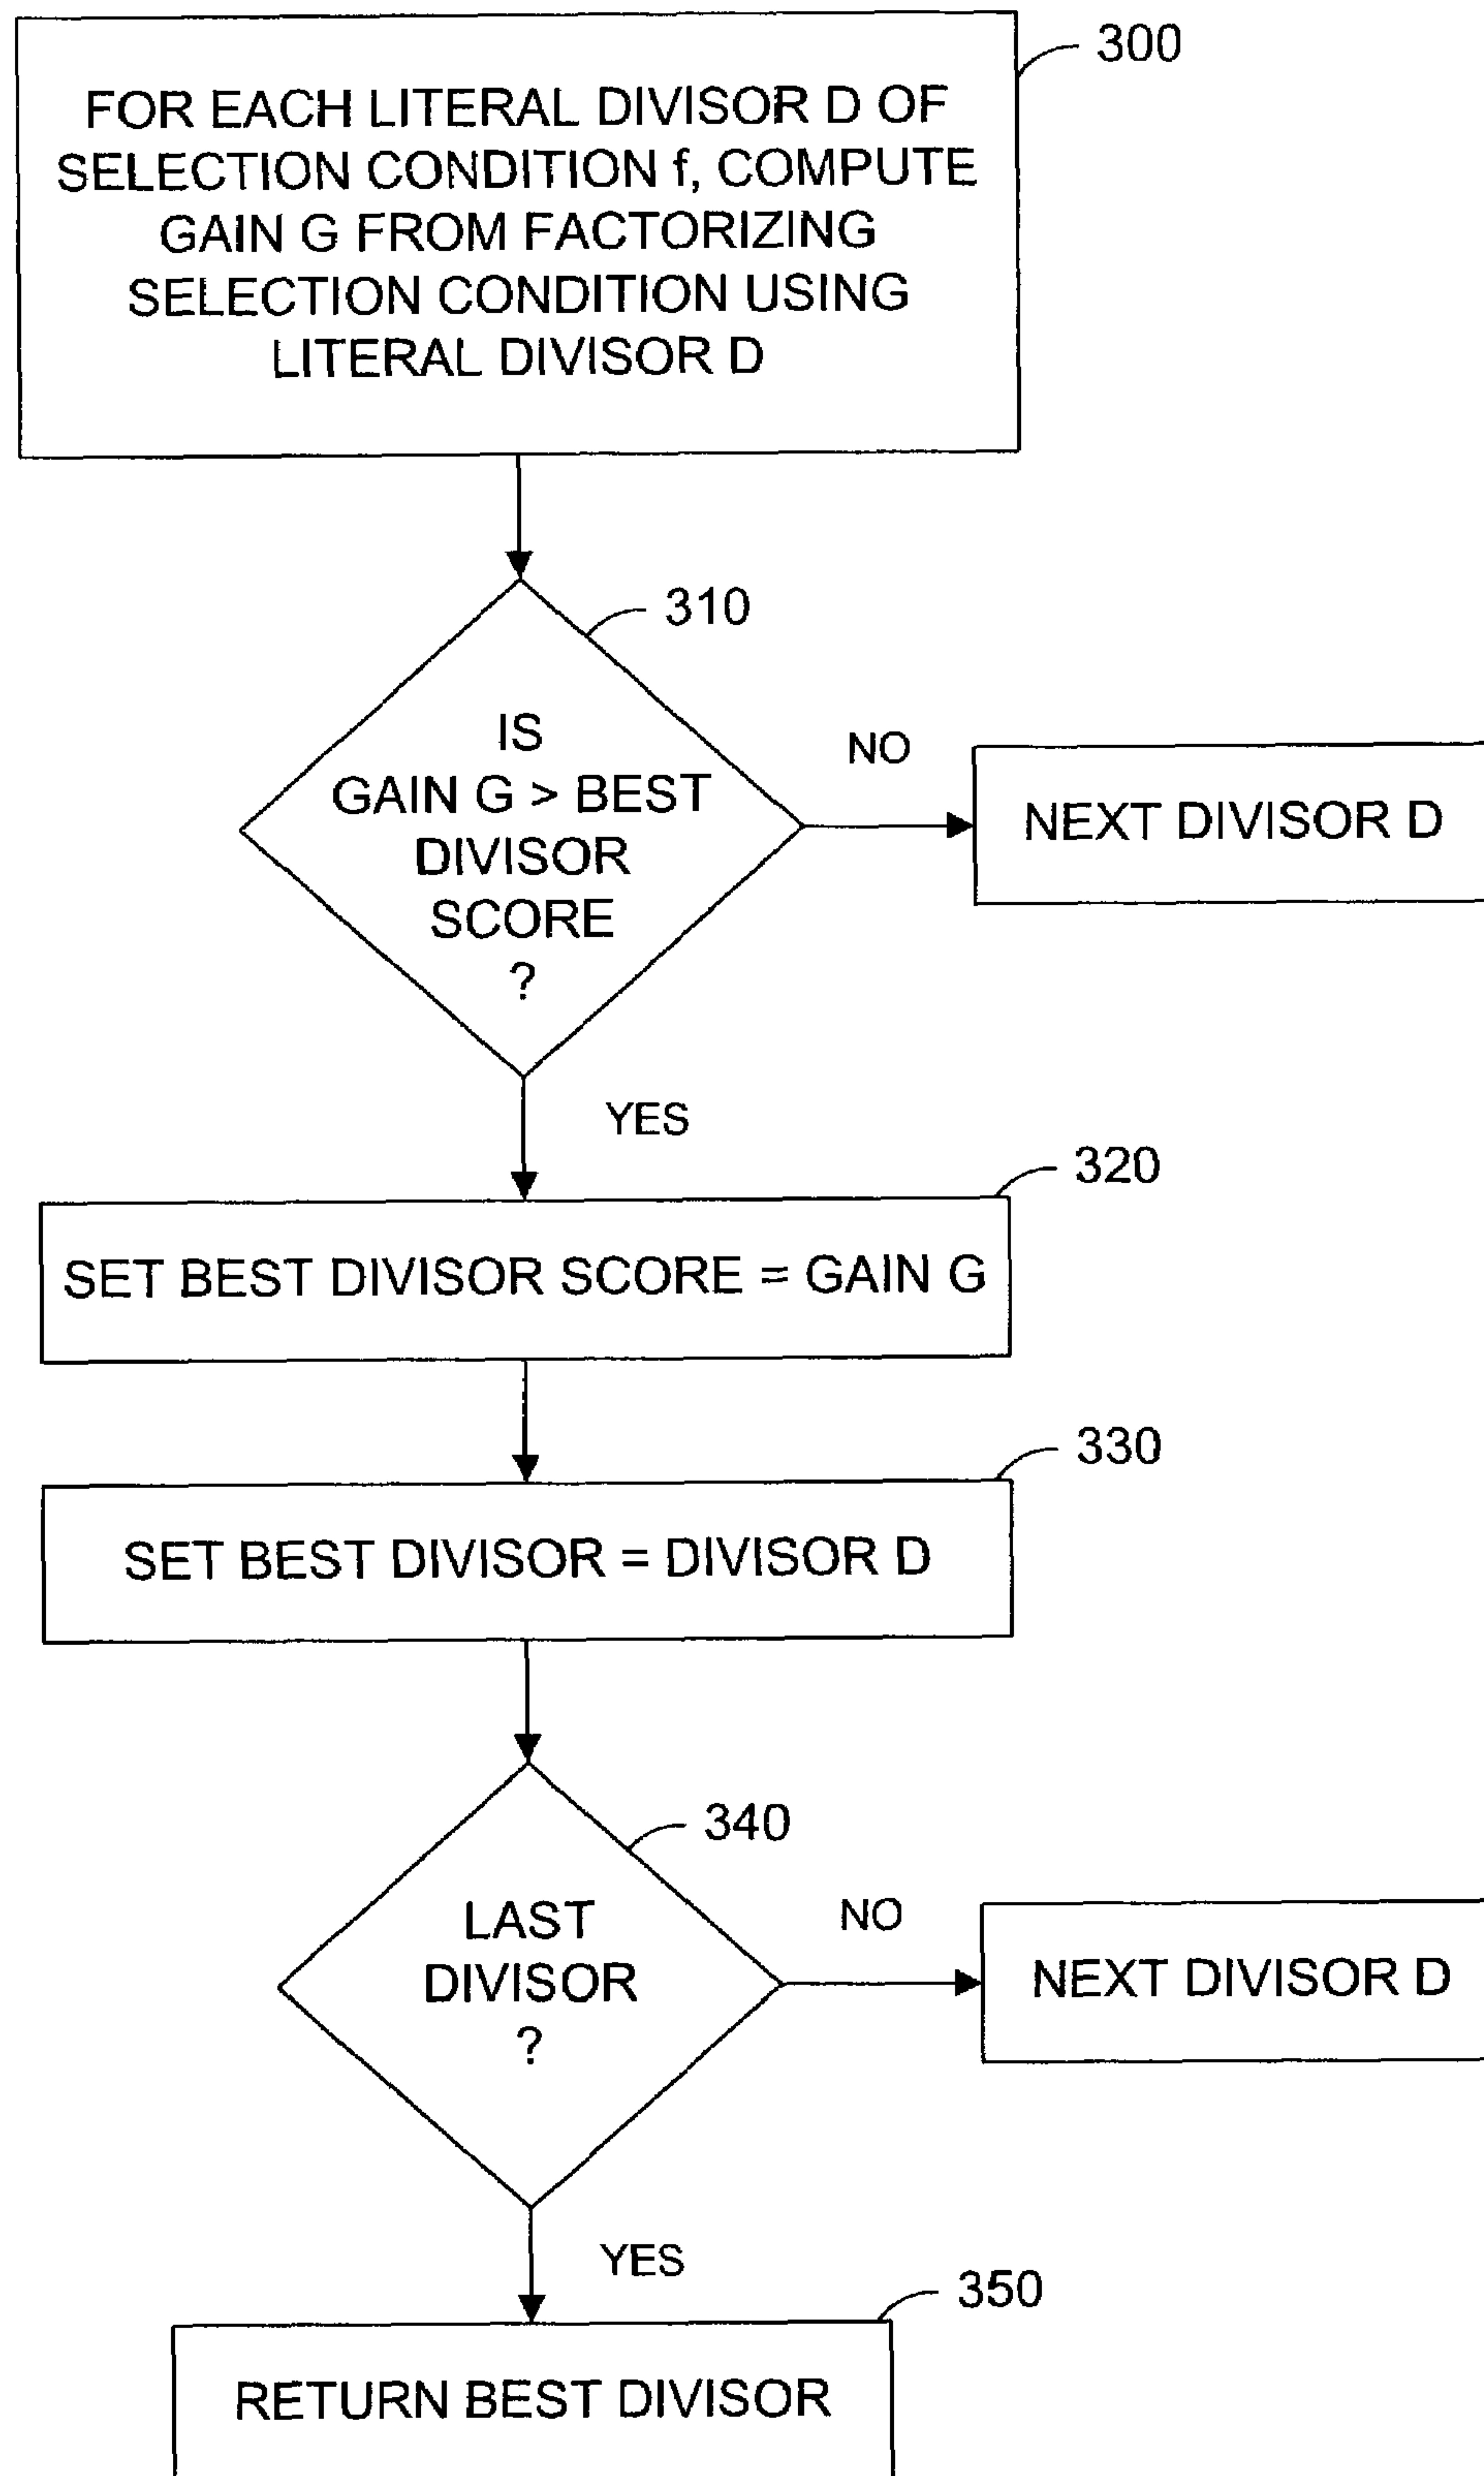 300
FOR EACH LITERAL DIVISOR D OF
SELECTION CONDITION f, COMPUTE
GAIN G FROM FACTORIZING
SELECTION CONDITION USING
LITERAL DIVISOR D
310
IS
GAIN G > BEST
DIVISOR
SCORE
?
NO
NEXT DIVISOR D
YES
320
SET BEST DIVISOR SCORE = GAIN G
330
SET BEST DIVISOR = DIVISOR D
340
LAST
DIVISOR
?
NO
NEXT DIVISOR D
YES
350
RETURN BEST DIVISOR